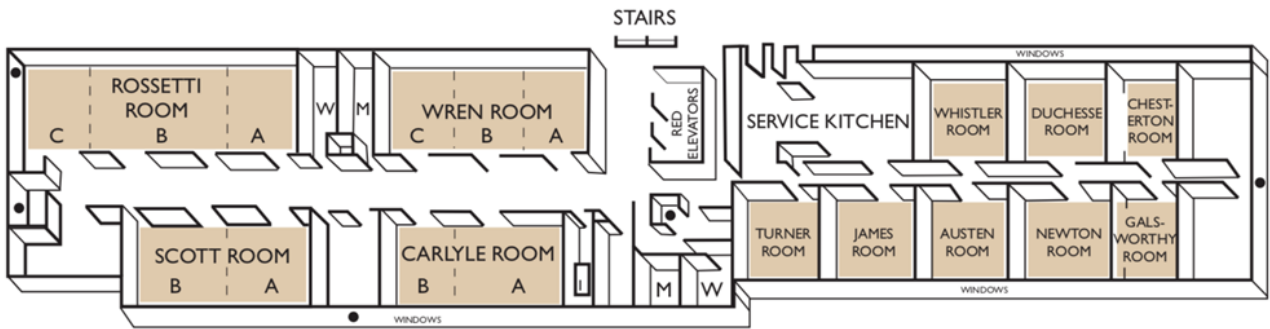 STAIRS
WINDOWS
ROSSETTI
ROOM
C B A
W M
WREN ROOM
C B A
RED
ELEVATORS
SERVICE KITCHEN
WHISTLER
ROOM
DUCHESSE
ROOM
CHEST-
ERTON
ROOM
SCOTT ROOM
B A
CARLYLE ROOM
B A
M W
TURNER
ROOM
JAMES
ROOM
AUSTEN
ROOM
NEWTON
ROOM
GALS-
WORTHY
ROOM
WINDOWS
WINDOWS